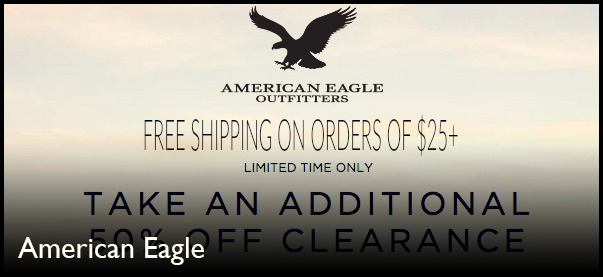 AMERICAN EAGLE
OUTFITTERS
FREE SHIPPING ON ORDERS OF $25+
LIMITED TIME ONLY
TAKE AN ADDITIONAL
50% OFF CLEARANCE
American Eagle